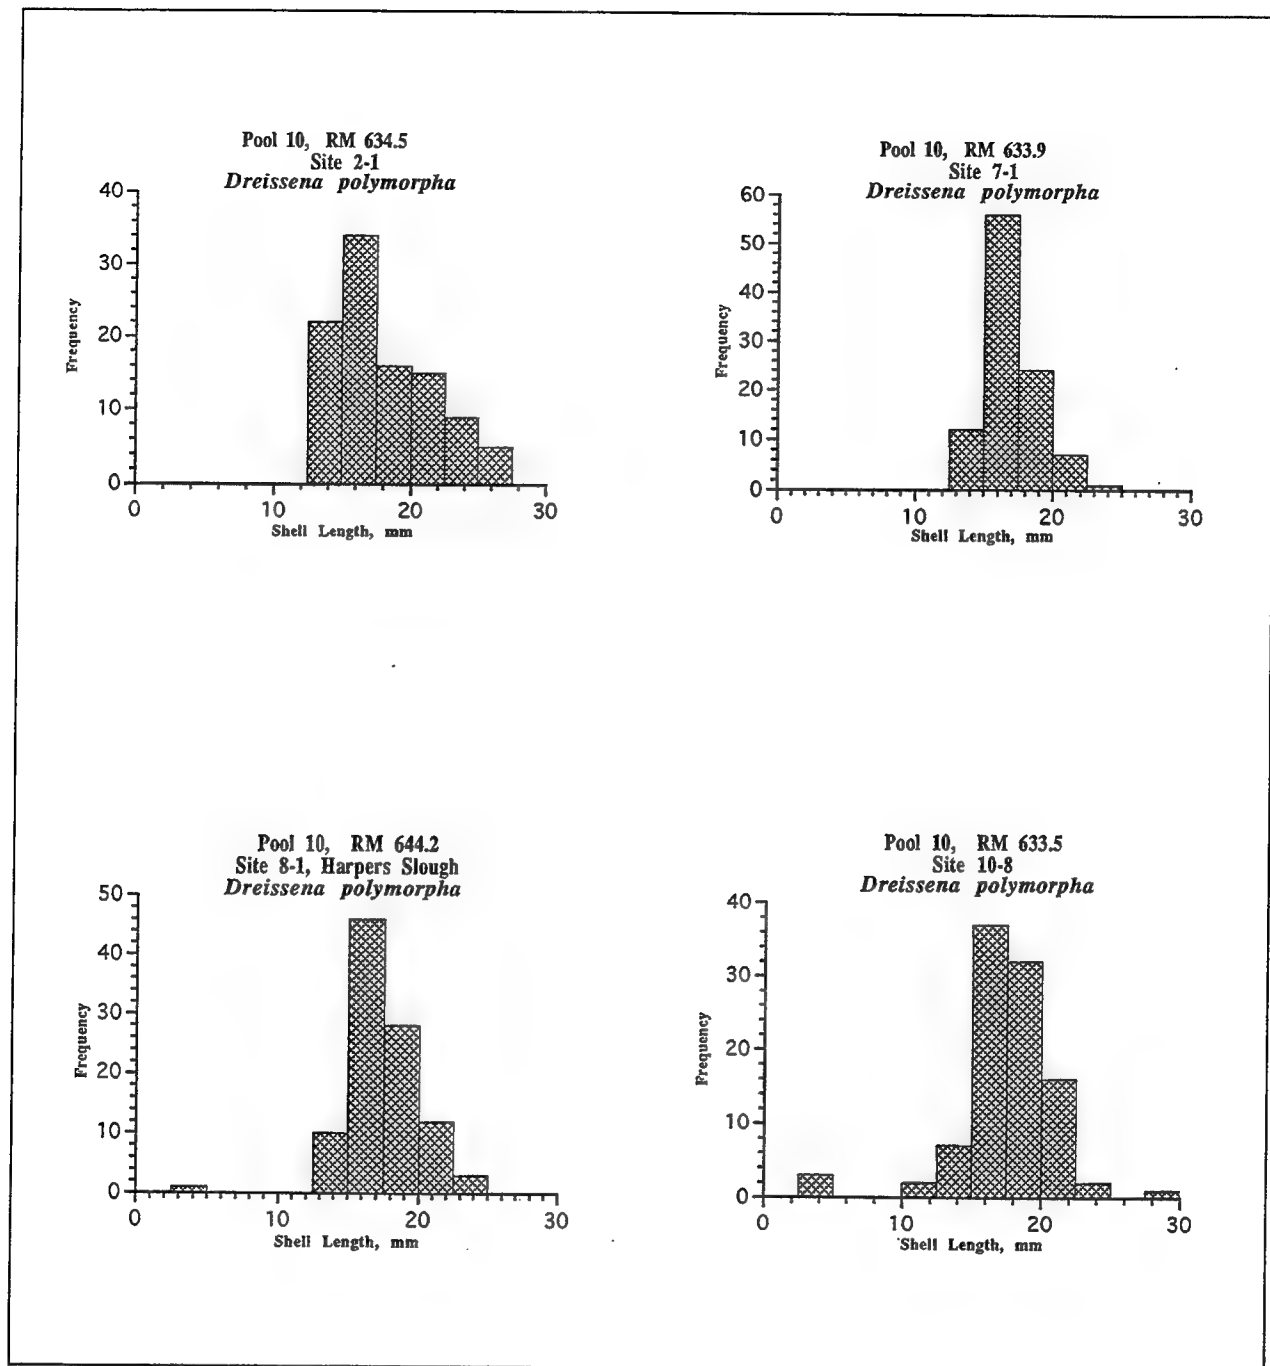 Pool 10, RM 634.5
Site 2-1
Dreissena polymorpha
40
30
20
10
0
Frequency
0 10 20 30
Shell Length, mm
Pool 10, RM 633.9
Site 7-1
Dreissena polymorpha
60
50
40
30
20
10
0
Frequency
0 10 20 30
Shell Length, mm
Pool 10, RM 644.2
Site 8-1, Harpers Slough
Dreissena polymorpha
50
40
30
20
10
0
Frequency
0 10 20 30
Shell Length, mm
Pool 10, RM 633.5
Site 10-8
Dreissena polymorpha
40
30
20
10
0
Frequency
0 10 20 30
Shell Length, mm